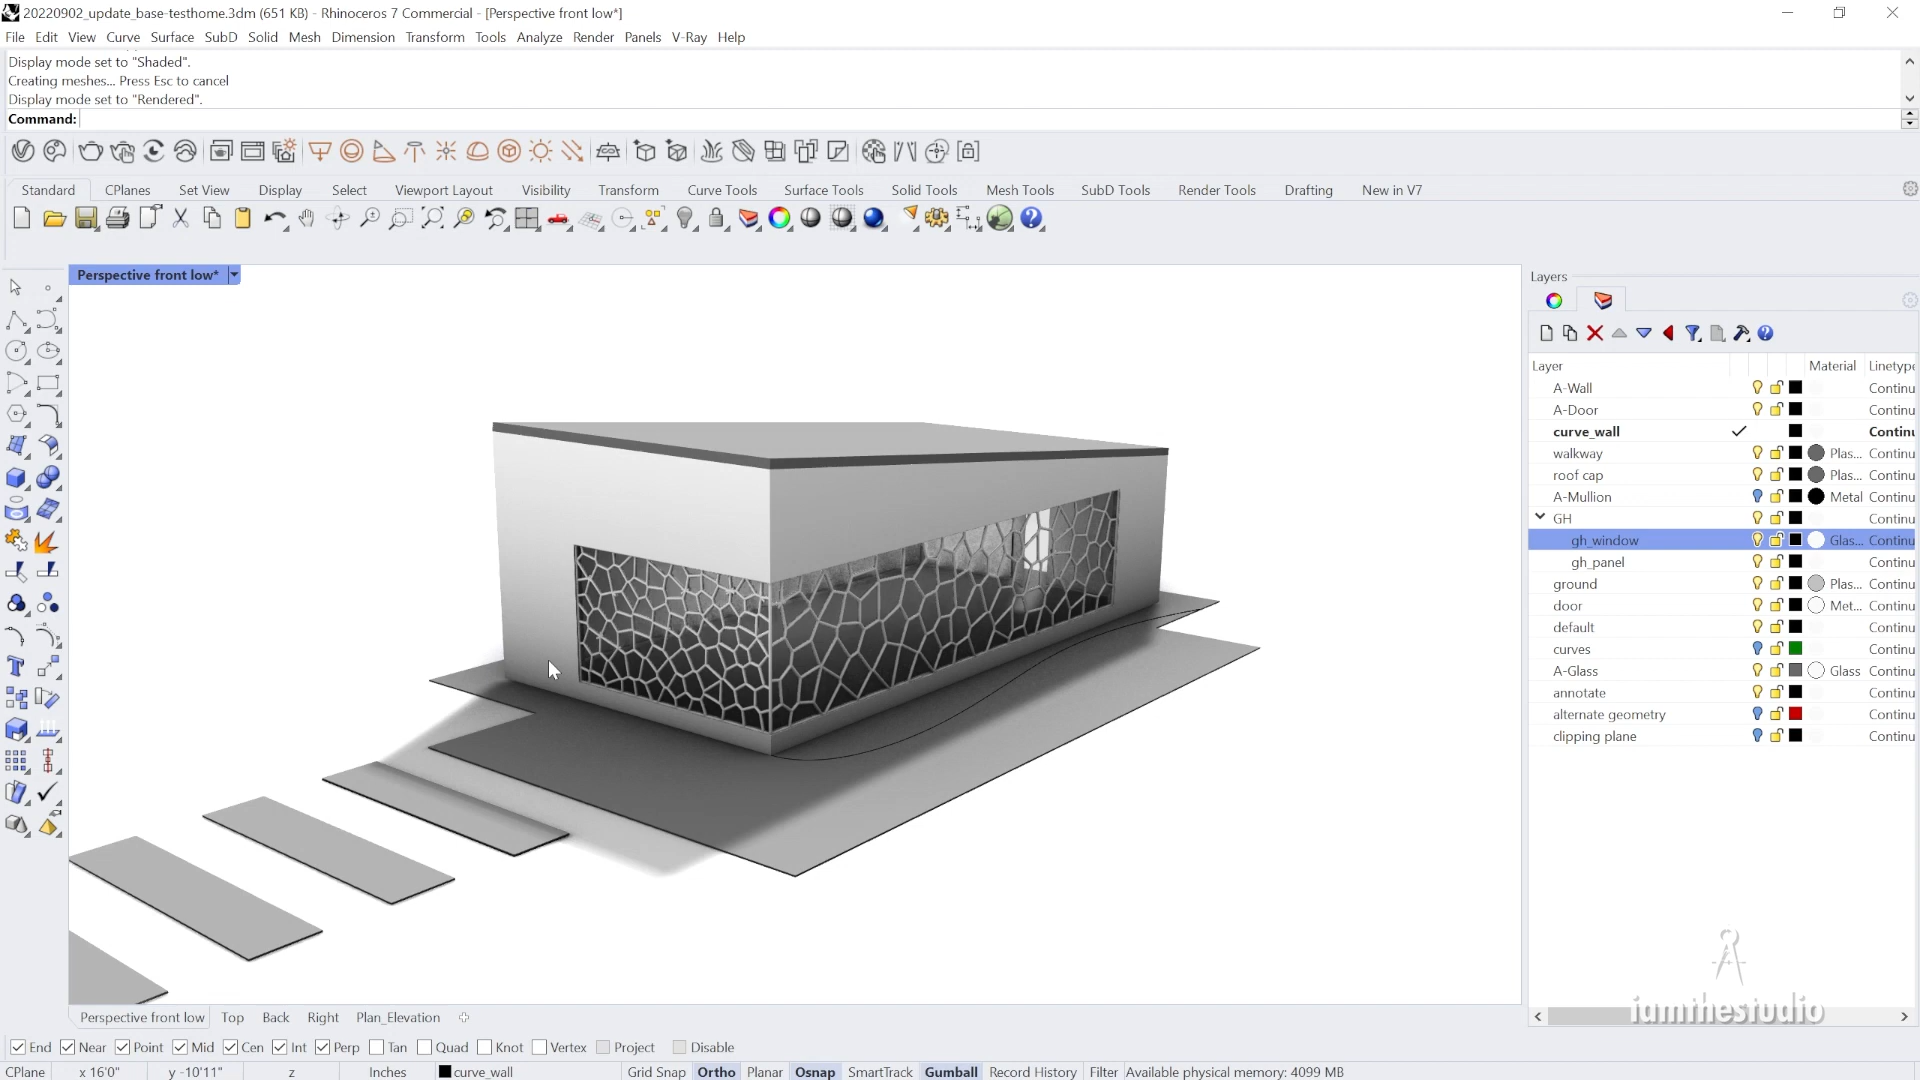 20220902_update_base-testhome.3dm (651 KB) - Rhinoceros 7 Commercial - [Perspective front low*]
File Edit View Curve Surface SubD Solid Mesh Dimension Transform Tools Analyze Render Panels V-Ray Help
Display mode set to "Shaded".
Creating meshes... Press Esc to cancel
Display mode set to "Rendered".
Command:
Standard CPlanes Set View Display Select Viewport Layout Visibility Transform Curve Tools Surface Tools Solid Tools Mesh Tools SubD Tools Render Tools Drafting New in V7
Perspective front low*
Layers
Layer Material Linetype
A-Wall Continu
A-Door Continu
curve_wall Continu
walkway Plas... Continu
roof cap Plas... Continu
A-Mullion Metal Continu
GH Continu
gh_window Glas... Continu
gh_panel Continu
ground Plas... Continu
door Met... Continu
default Continu
curves Continu
A-Glass Glass Continu
annotate Continu
alternate geometry Continu
clipping plane Continu
iamthestudio
Perspective front low Top Back Right Plan_Elevation
End Near Point Mid Cen Int Perp Tan Quad Knot Vertex Project Disable
CPlane x 16'0" y -10'11" z Inches curve_wall Grid Snap Ortho Planar Osnap SmartTrack Gumball Record History Filter Available physical memory: 4099 MB